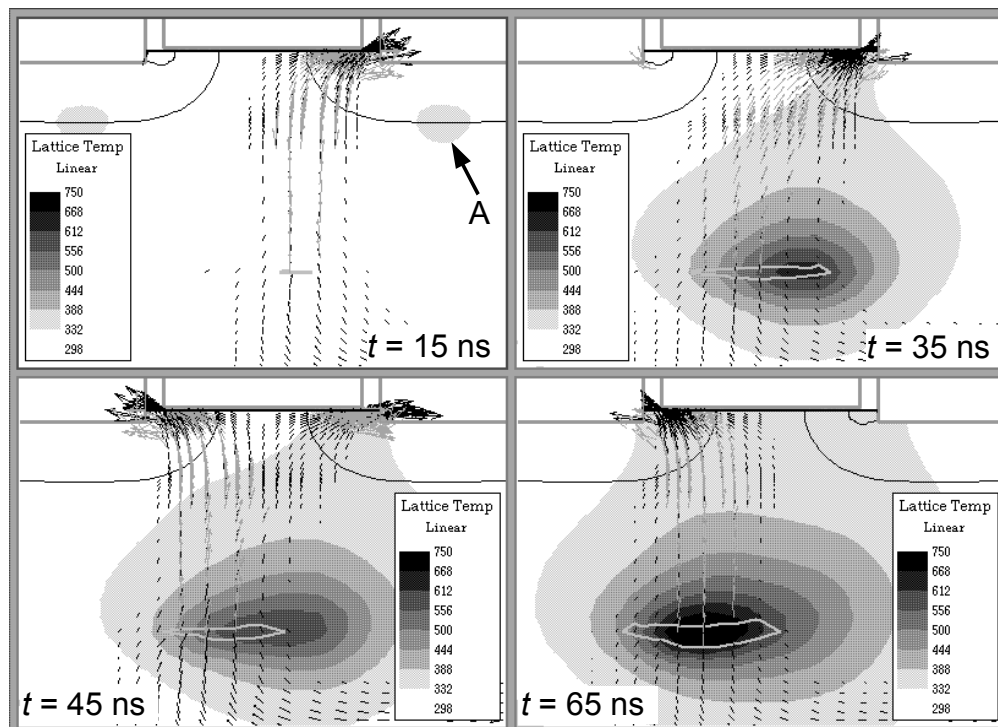 A
Lattice Temp
Linear
750
668
612
556
500
444
388
332
298
t = 15 ns
Lattice Temp
Linear
750
668
612
556
500
444
388
332
298
t = 35 ns
Lattice Temp
Linear
750
668
612
556
500
444
388
332
298
t = 45 ns
Lattice Temp
Linear
750
668
612
556
500
444
388
332
298
t = 65 ns